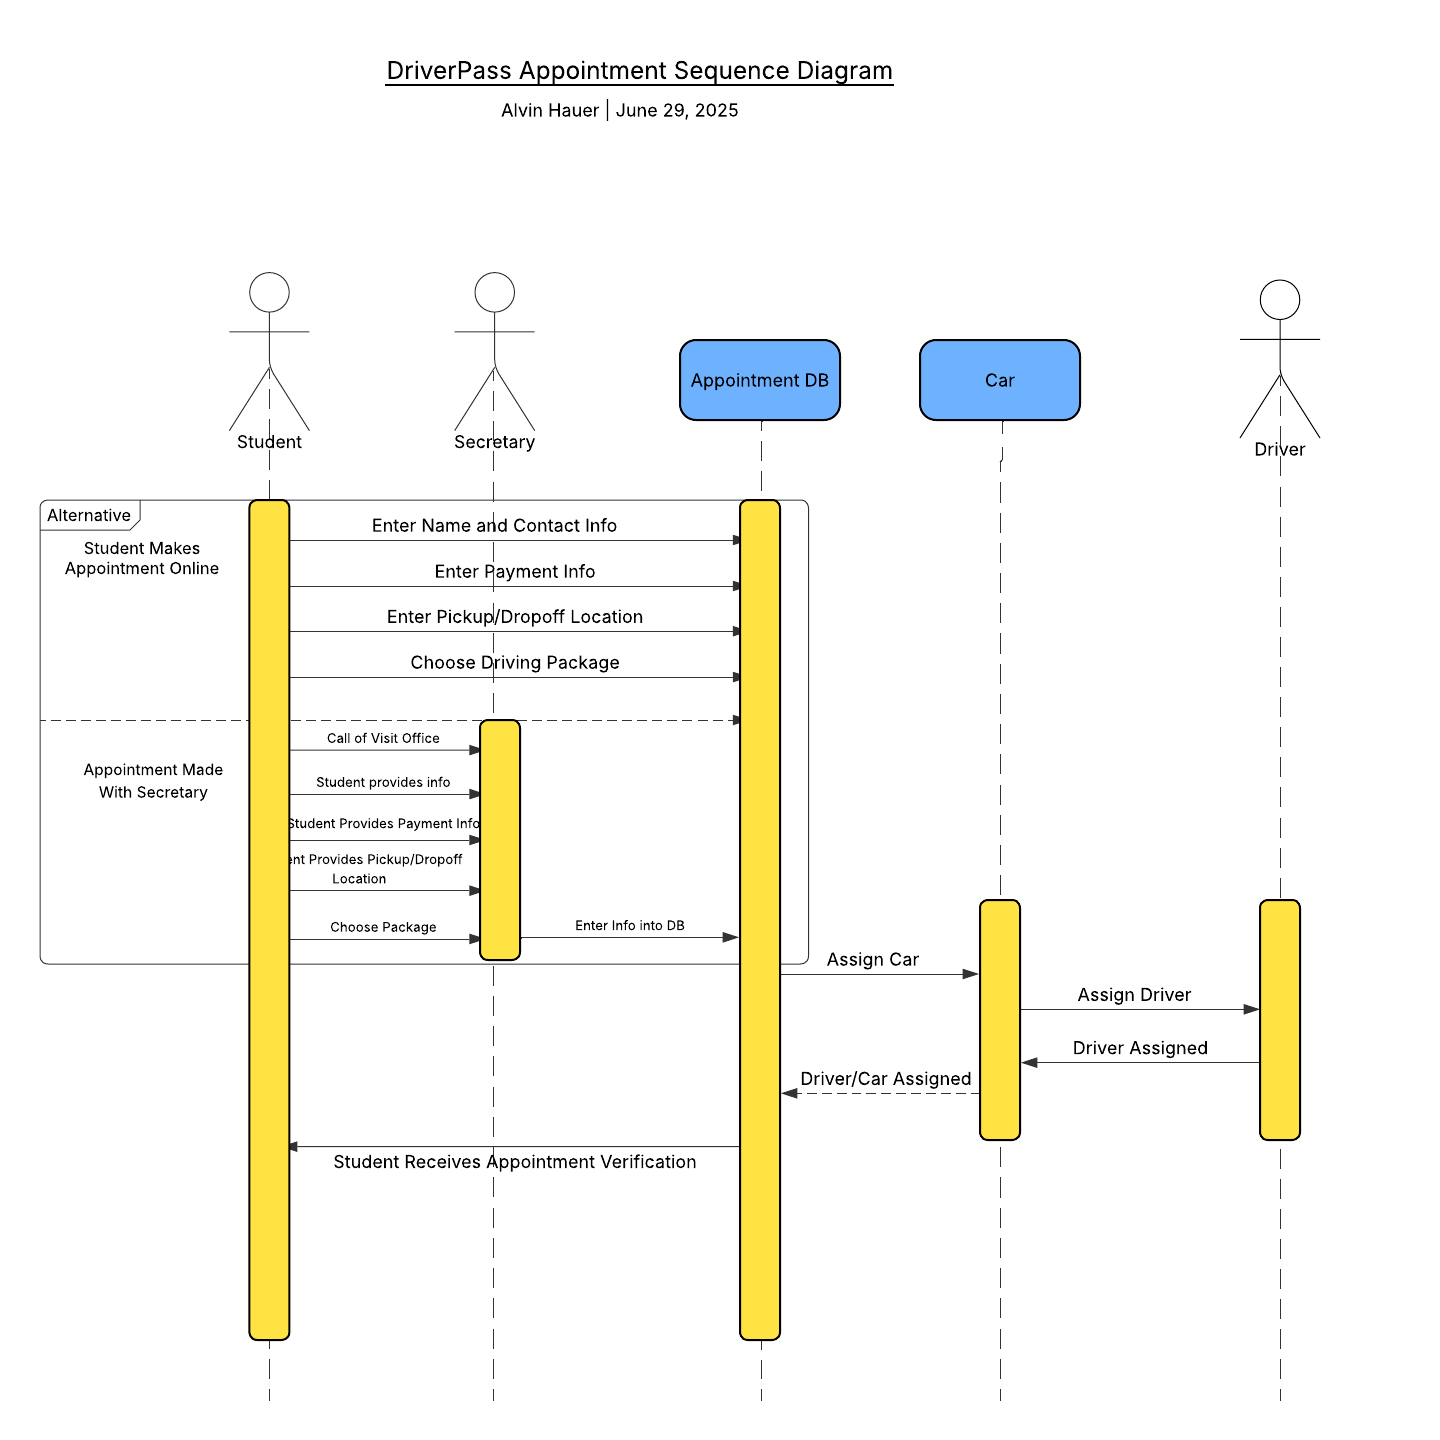 DriverPass Appointment Sequence Diagram
Alvin Hauer | June 29, 2025
Student
Secretary
Appointment DB
Car
Driver
Alternative
Student Makes
Appointment Online
Enter Name and Contact Info
Enter Payment Info
Enter Pickup/Dropoff Location
Choose Driving Package
Appointment Made
With Secretary
Call of Visit Office
Student provides info
Student Provides Payment Info
ent Provides Pickup/Dropoff
Location
Choose Package
Enter Info into DB
Assign Car
Assign Driver
Driver Assigned
Driver/Car Assigned
Student Receives Appointment Verification